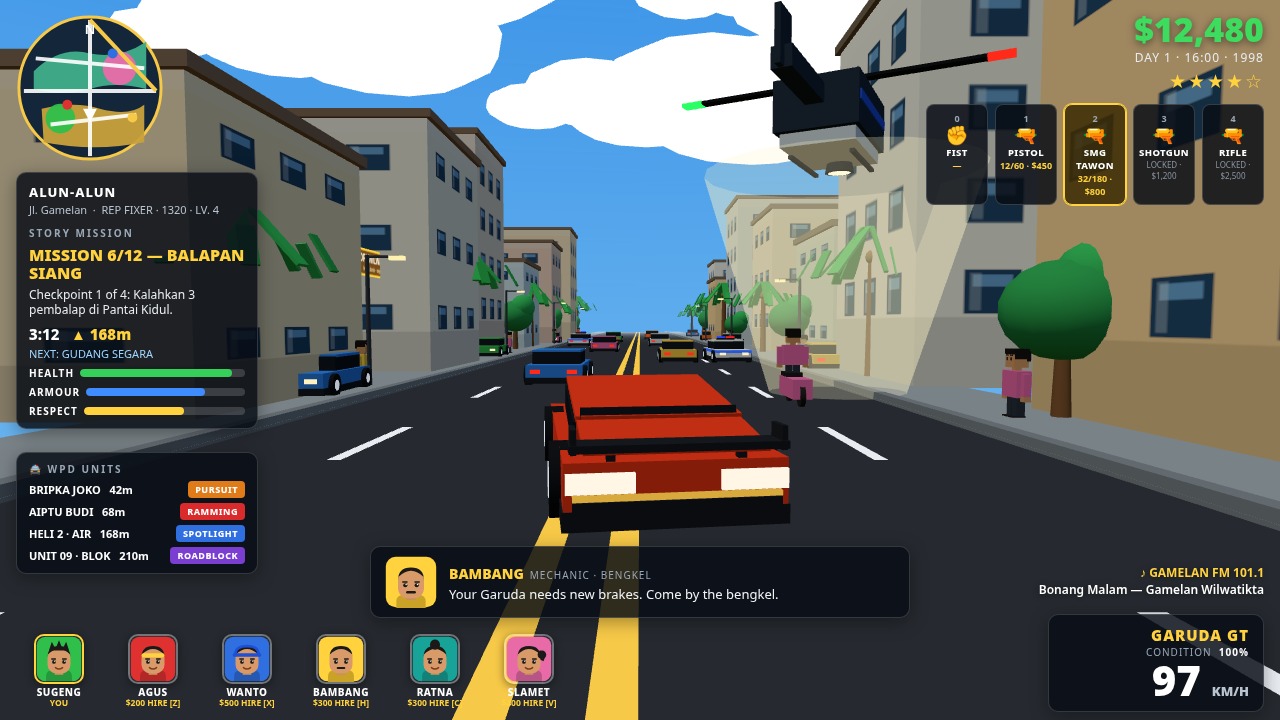 N
$12,480
DAY 1 · 16:00 · 1998
★★★★☆
0
FIST
—
1
PISTOL
12/60 · $450
2
SMG TAWON
32/180 · $800
3
SHOTGUN
LOCKED · $1,200
4
RIFLE
LOCKED · $2,500
ALUN-ALUN
Jl. Gamelan · REP FIXER · 1320 · LV. 4
STORY MISSION
MISSION 6/12 — BALAPAN
SIANG
Checkpoint 1 of 4: Kalahkan 3
pembalap di Pantai Kidul.
3:12 ▲ 168m
NEXT: GUDANG SEGARA
HEALTH
ARMOUR
RESPECT
WPD UNITS
BRIPKA JOKO 42m PURSUIT
AIPTU BUDI 68m RAMMING
HELI 2 · AIR 168m SPOTLIGHT
UNIT 09 · BLOK 210m ROADBLOCK
BAMBANG MECHANIC · BENGKEL
Your Garuda needs new brakes. Come by the bengkel.
♪ GAMELAN FM 101.1
Bonang Malam — Gamelan Wilwatikta
GARUDA GT
CONDITION 100%
97 KM/H
SUGENG
YOU
AGUS
$200 HIRE [Z]
WANTO
$500 HIRE [X]
BAMBANG
$300 HIRE [H]
RATNA
$300 HIRE
SLAMET
HIRE [V]